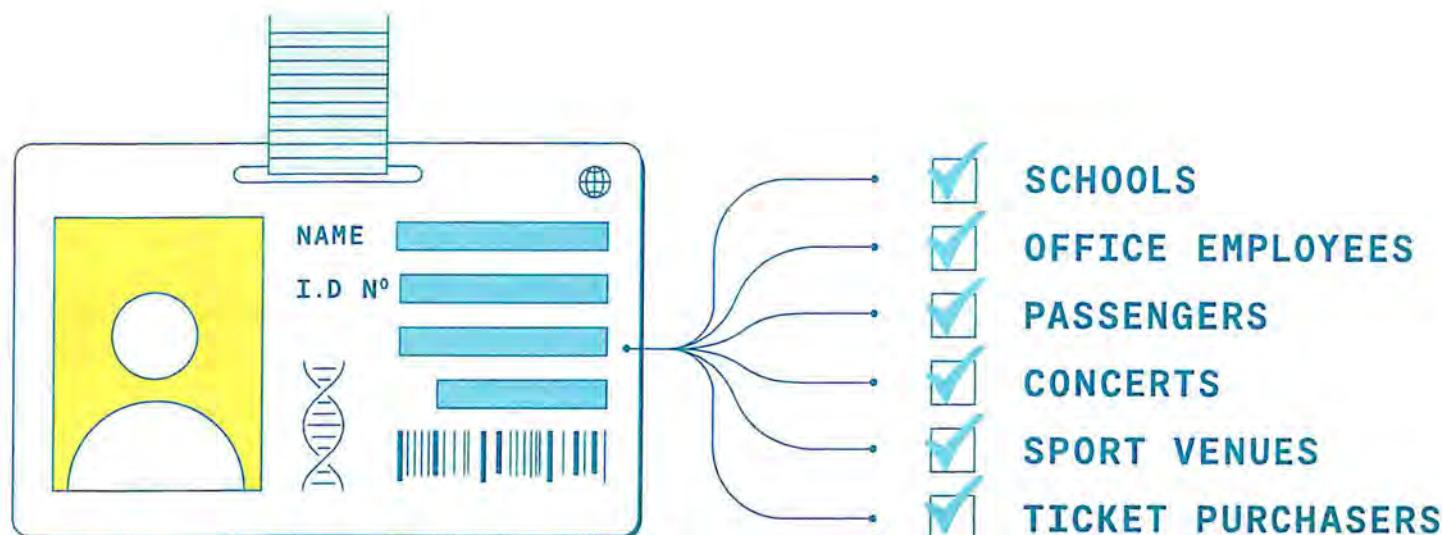 NAME
I.D Nº
SCHOOLS
OFFICE EMPLOYEES
PASSENGERS
CONCERTS
SPORT VENUES
TICKET PURCHASERS